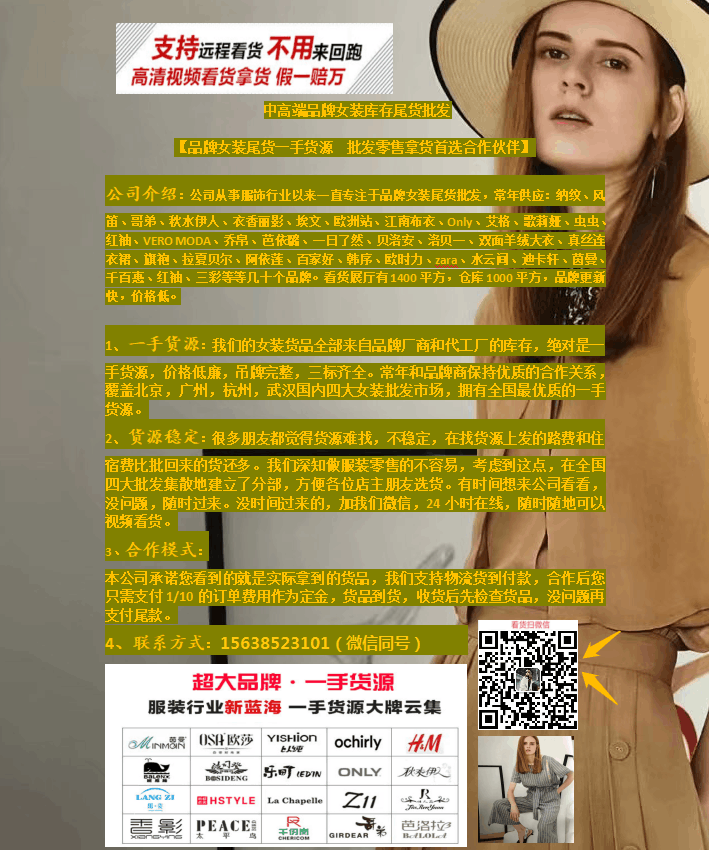 支持远程看货 不用来回跑
高清视频看货拿货 假一赔万
中高端品牌女装库存尾货批发
【品牌女装尾货一手货源 批发零售拿货首选合作伙伴】
公司介绍：公司从事服饰行业以来一直专注于品牌女装尾货批发，常年供应：纳纹、风
笛、哥弟、秋水伊人、衣香丽影、埃文、欧洲站、江南布衣、Only、艾格、歌莉娅、虫虫、
红袖、VERO MODA、乔帛、芭依璐、一日了然、贝洛安、洛贝一、双面羊绒大衣、真丝连
衣裙、旗袍、拉夏贝尔、阿依莲、百家好、韩序、欧时力、zara、水云间、迪卡轩、茵曼、
千百惠、红袖、三彩等等几十个品牌。看货展厅有1400 平方，仓库 1000 平方，品牌更新
快，价格低。
1、一手货源：我们的女装货品全部来自品牌厂商和代工厂的库存，绝对是一
手货源，价格低廉，吊牌完整，三标齐全。常年和品牌商保持优质的合作关系，
覆盖北京，广州，杭州，武汉国内四大女装批发市场，拥有全国最优质的一手
货源。
2、货源稳定：很多朋友都觉得货源难找，不稳定，在找货源上发的路费和住
宿费比批回来的货还多。我们深知做服装零售的不容易，考虑到这点，在全国
四大批发集散地建立了分部，方便各位店主朋友选货。有时间想来公司看看，
没问题，随时过来。没时间过来的，加我们微信，24 小时在线，随时随地可以
视频看货。
3、合作模式：
本公司承诺您看到的就是实际拿到的货品，我们支持物流货到付款，合作后您
只需支付 1/10 的订单费用作为定金，货品到货，收货后先检查货品，没问题再
支付尾款。
4、联系方式：15638523101（微信同号）
看货扫微信
超大品牌·一手货源
服装行业新蓝海 一手货源大牌云集
茵曼 MINMAIN OSA欧莎 YISHION 以纯 ochirly H&M
BALENX BOSIDENG 乐町 LEDIN ONLY 秋水伊人
LANG ZI HSTYLE La Chapelle Z11
香影 XIANGYING PEACE 太平鸟 千仞岗 CHERICOM GIRDEAR 哥弟 芭洛拉 BALOLA